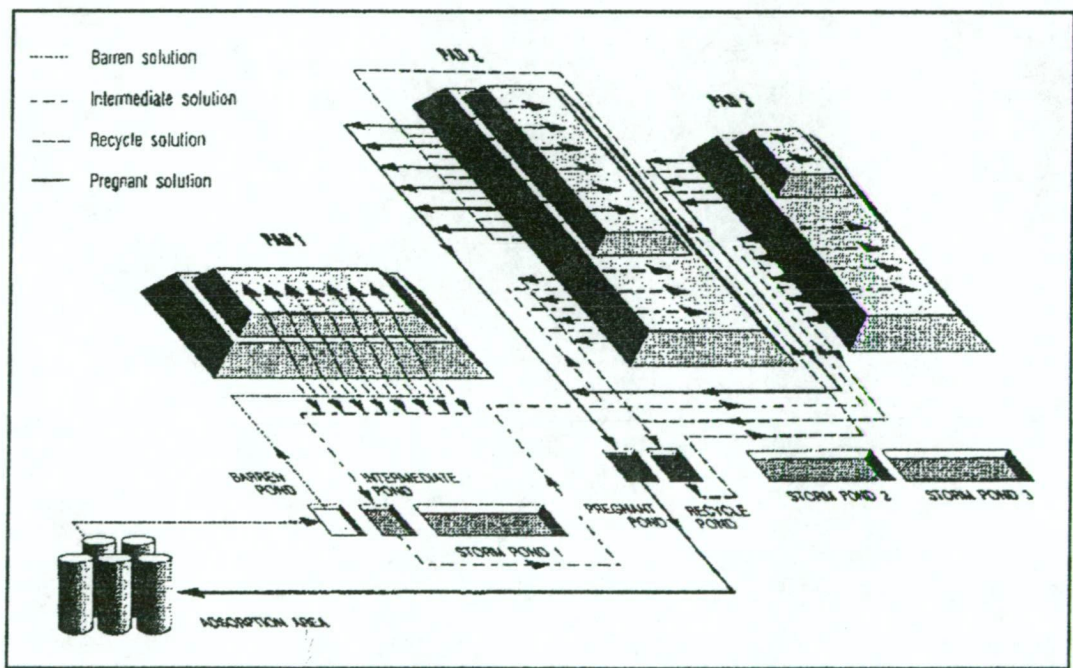 Barren solution
Intermediate solution
Recycle solution
Pregnant solution
PAD 1
PAD 2
PAD 3
BARREN
POND
INTERMEDIATE
POND
STORM POND 1
PREGNANT
POND
RECYCLE
POND
STORM POND 2
STORM POND 3
ADSORPTION AREA